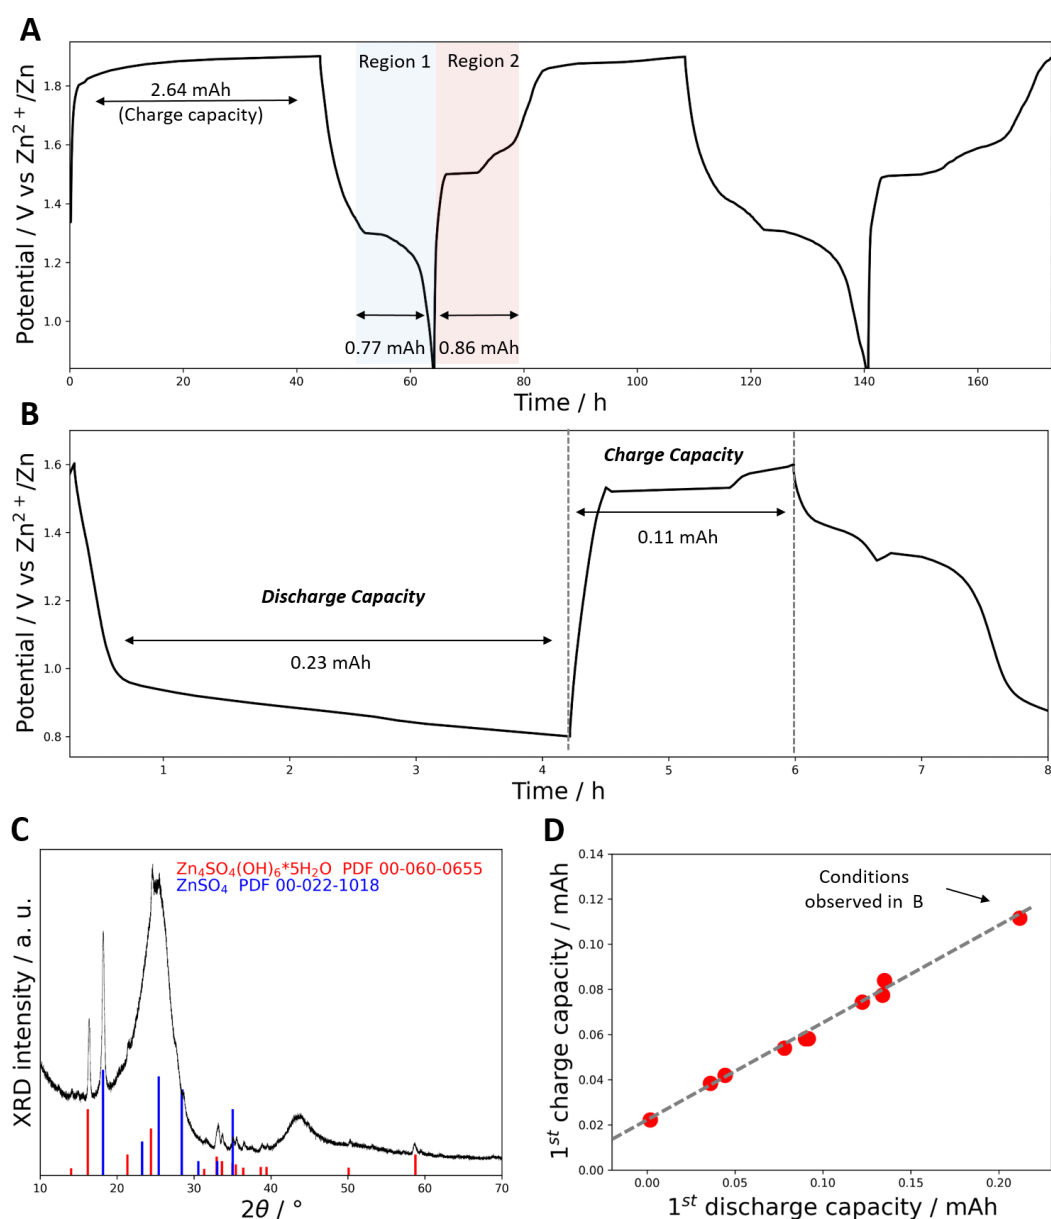 A
Region 1
Region 2
2.64 mAh
(Charge capacity)
0.77 mAh
0.86 mAh
Potential / V vs Zn²⁺/Zn
1.8
1.6
1.4
1.2
1.0
0
20
40
60
80
100
120
140
160
Time / h
B
Charge Capacity
0.11 mAh
Discharge Capacity
0.23 mAh
Potential / V vs Zn²⁺/Zn
1.6
1.4
1.2
1.0
0.8
1
2
3
4
5
6
7
8
Time / h
C
Zn₄SO₄(OH)₆*5H₂O PDF 00-060-0655
ZnSO₄ PDF 00-022-1018
XRD intensity / a. u.
10
20
30
40
50
60
70
2θ / °
D
Conditions
observed in B
1ˢᵗ charge capacity / mAh
0.14
0.12
0.10
0.08
0.06
0.04
0.02
0.00
0.00
0.05
0.10
0.15
0.20
1ˢᵗ discharge capacity / mAh